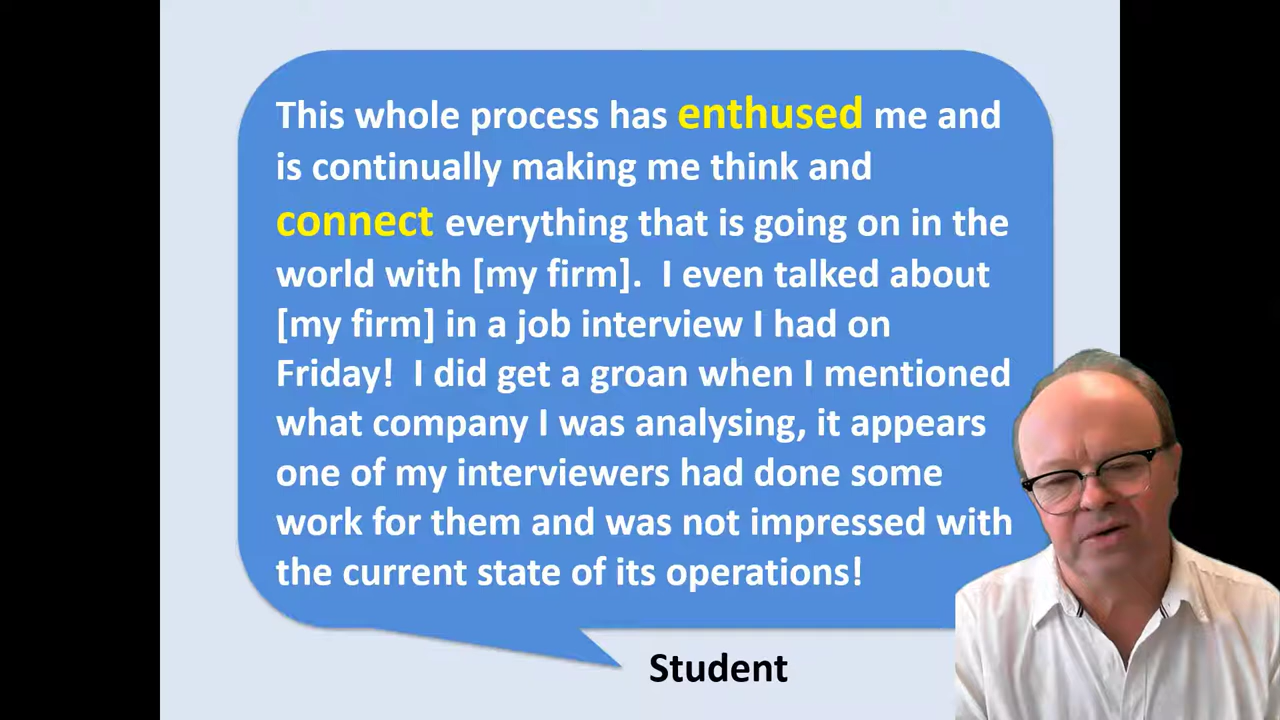 This whole process has enthused me and
is continually making me think and
connect everything that is going on in the
world with [my firm].  I even talked about
[my firm] in a job interview I had on
Friday!  I did get a groan when I mentioned
what company I was analysing, it appears
one of my interviewers had done some
work for them and was not impressed with
the current state of its operations!
Student